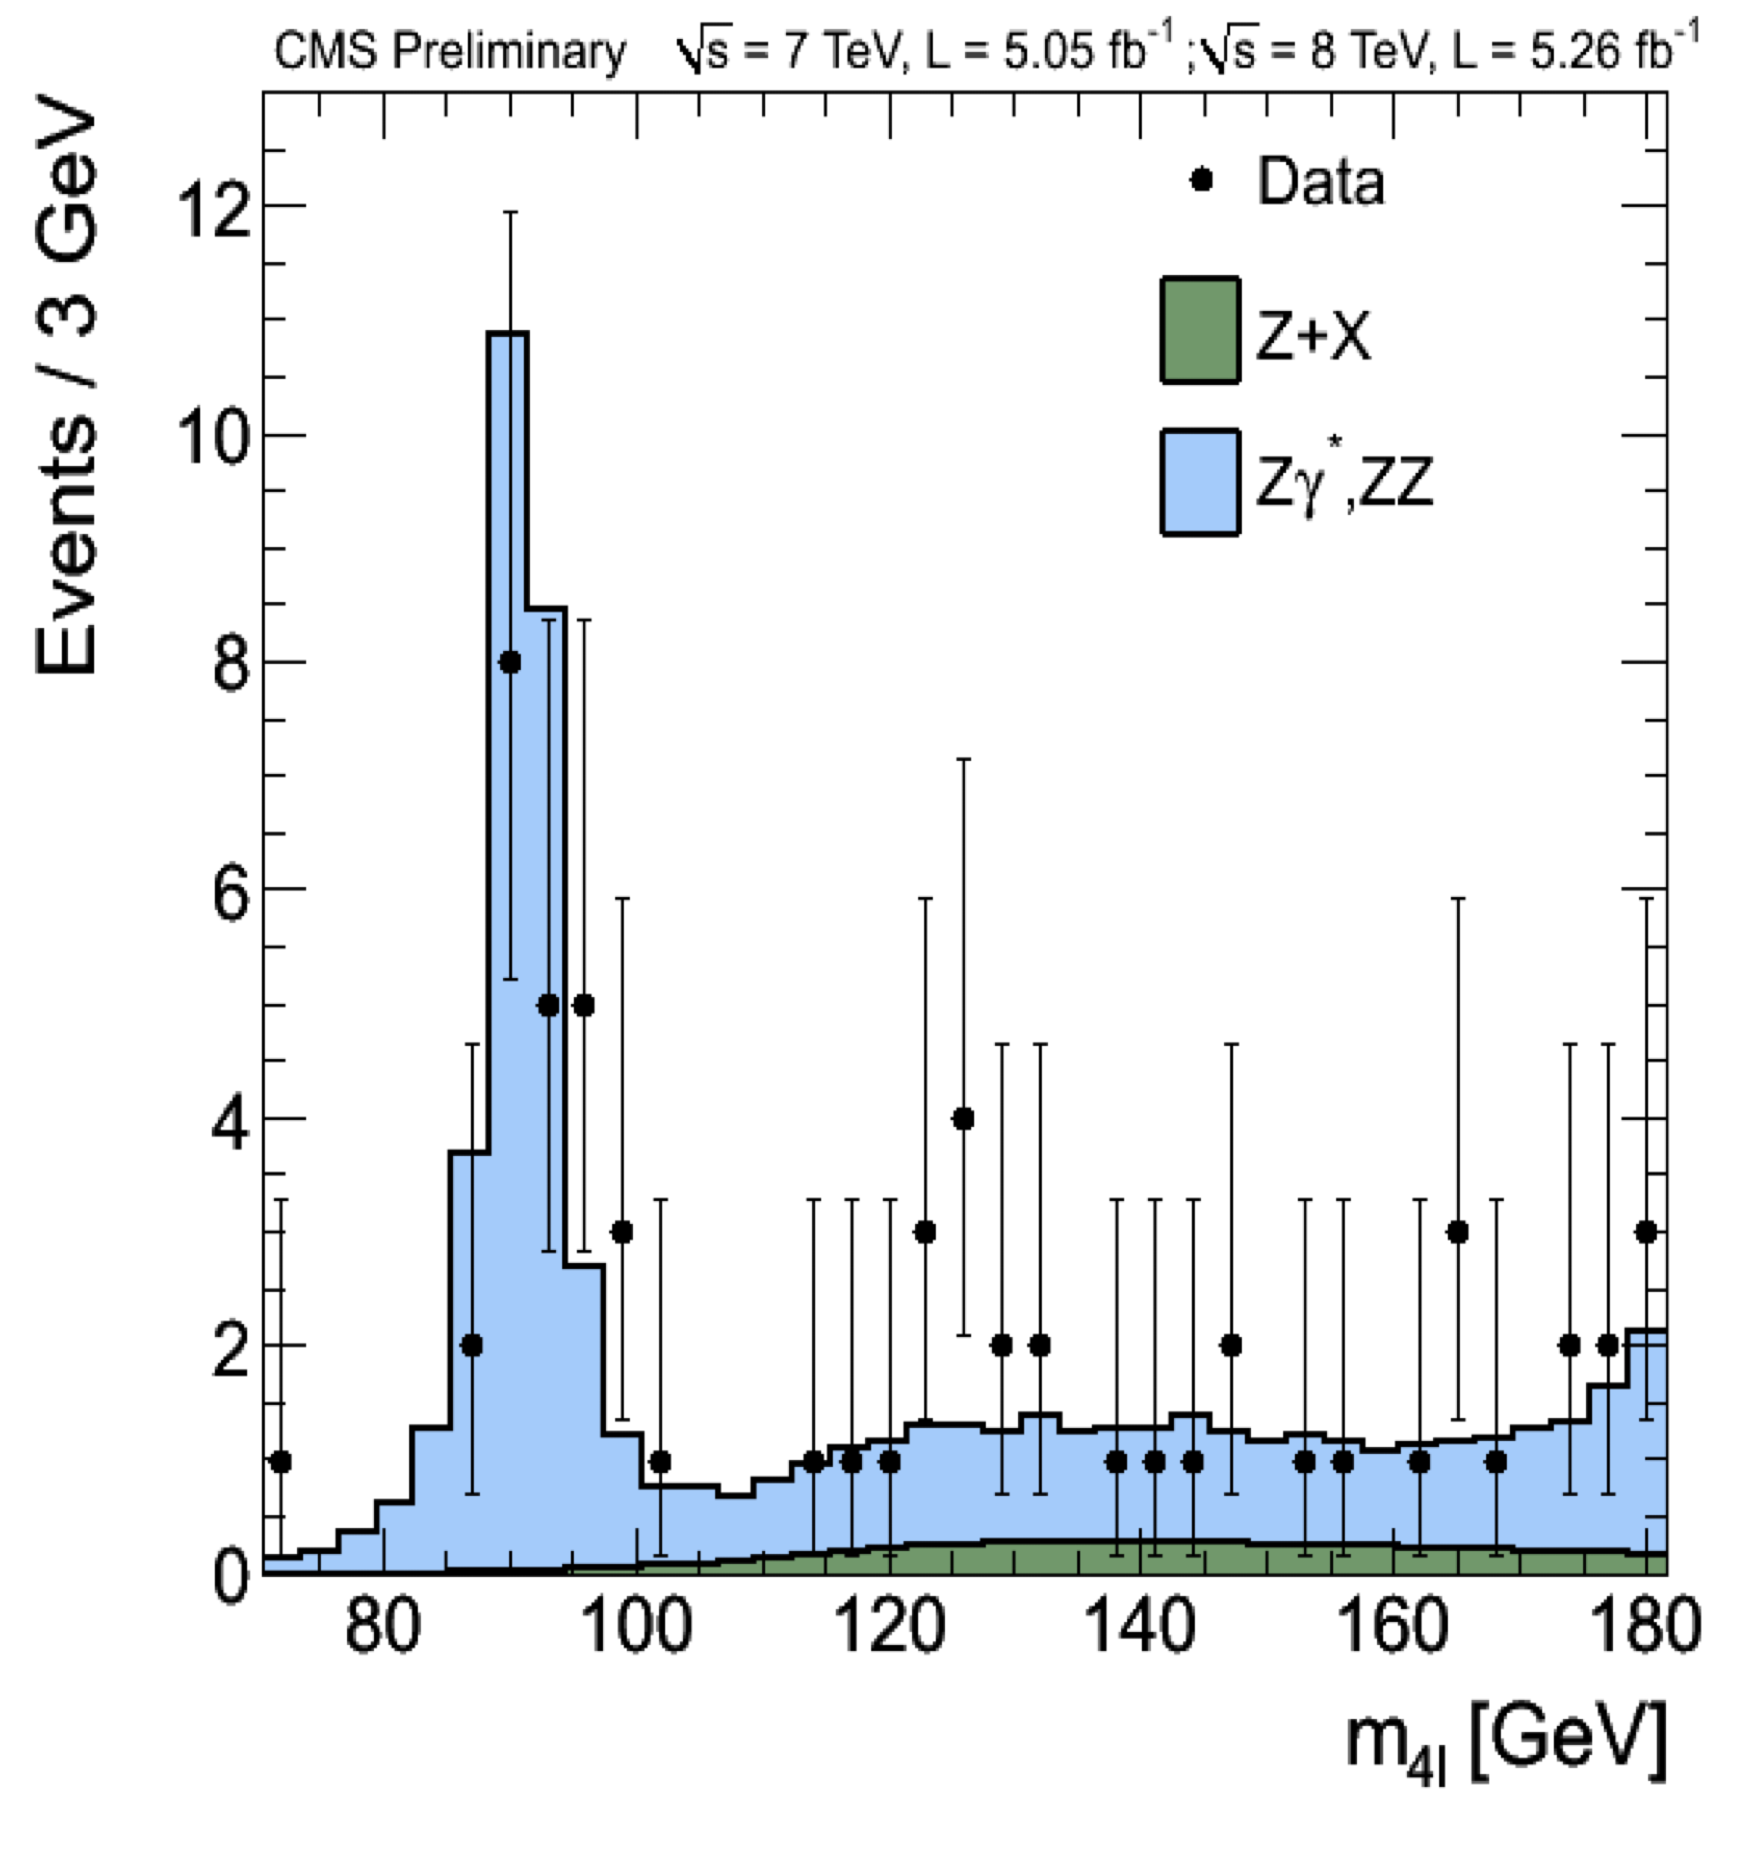 CMS Preliminary √s = 7 TeV, L = 5.05 fb⁻¹ ;√s = 8 TeV, L = 5.26 fb⁻¹
Events / 3 GeV
Data
Z+X
Zγ*,ZZ
12
10
8
6
4
2
0
80 100 120 140 160 180
m4l [GeV]